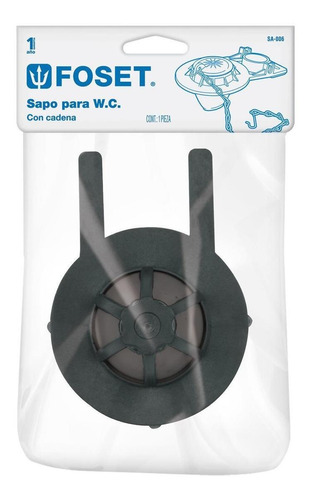 1
año
SA-006
FOSET®
Sapo para W.C.
Con cadena
CONT. 1 PIEZA